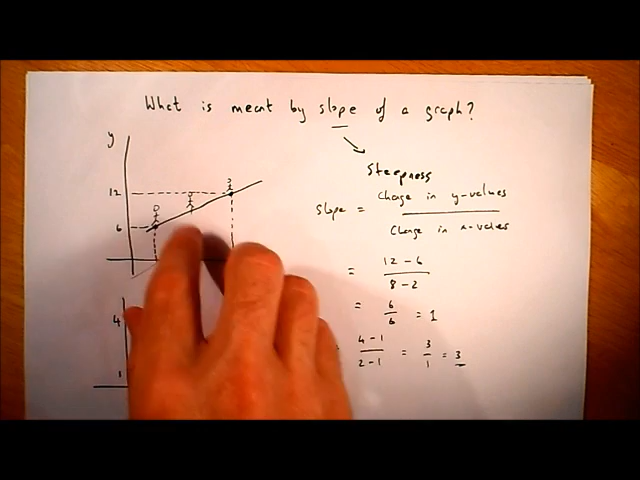 What is meant by slope of a graph?
Steepness
y
12
6
Slope = Change in y-values
Change in x-values
= 12 - 6
8 - 2
= 6
6
= 1
4
1
= 4 - 1
2 - 1
= 3
1
= 3